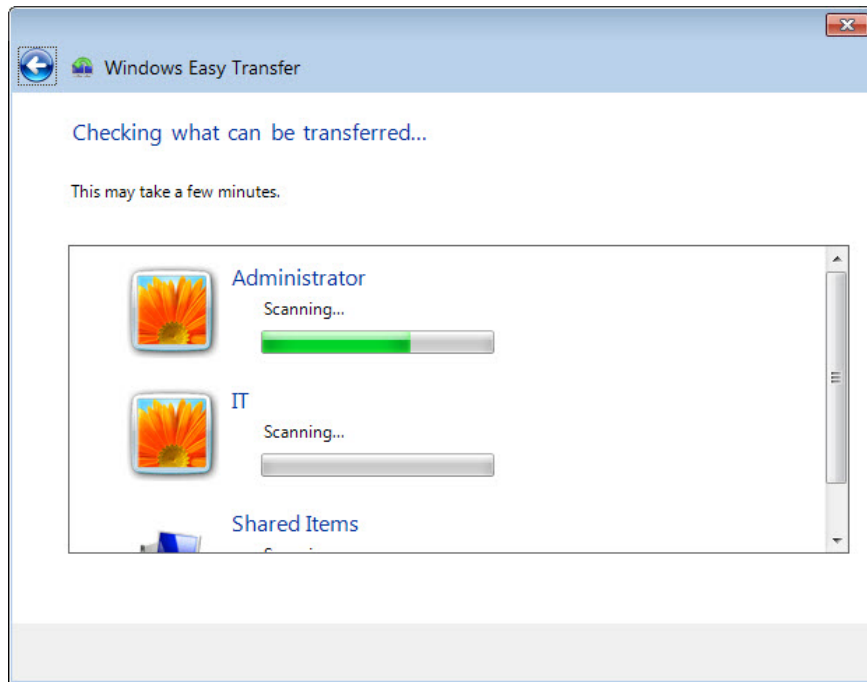 Windows Easy Transfer
Checking what can be transferred...
This may take a few minutes.
Administrator
Scanning...
IT
Scanning...
Shared Items